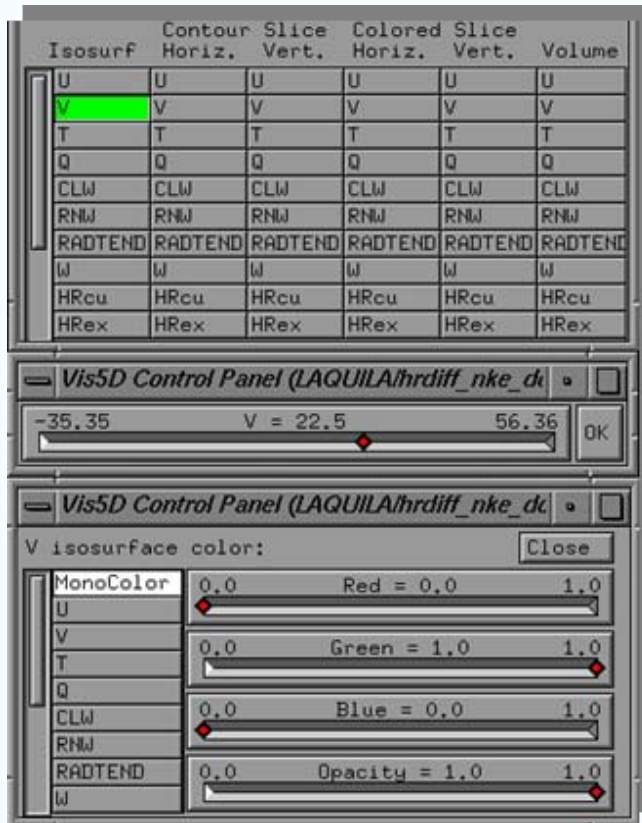 Contour Slice Colored Slice
Isosurf Horiz. Vert. Horiz. Vert. Volume
U U U U U U
V V V V V V
T T T T T T
Q Q Q Q Q Q
CLW CLW CLW CLW CLW CLW
RNW RNW RNW RNW RNW RNW
RADTEND RADTEND RADTEND RADTEND RADTEND RADTEND
W W W W W W
HRcu HRcu HRcu HRcu HRcu HRcu
HRex HRex HRex HRex HRex HRex
Vis5D Control Panel (LAQUILA/hrdiff_nke_de
-35.35 V = 22.5 56.36
OK
Vis5D Control Panel (LAQUILA/hrdiff_nke_de
V isosurface color: Close
MonoColor
U
V
T
Q
CLW
RNW
RADTEND
W
0.0 Red = 0.0 1.0
0.0 Green = 1.0 1.0
0.0 Blue = 0.0 1.0
0.0 Opacity = 1.0 1.0